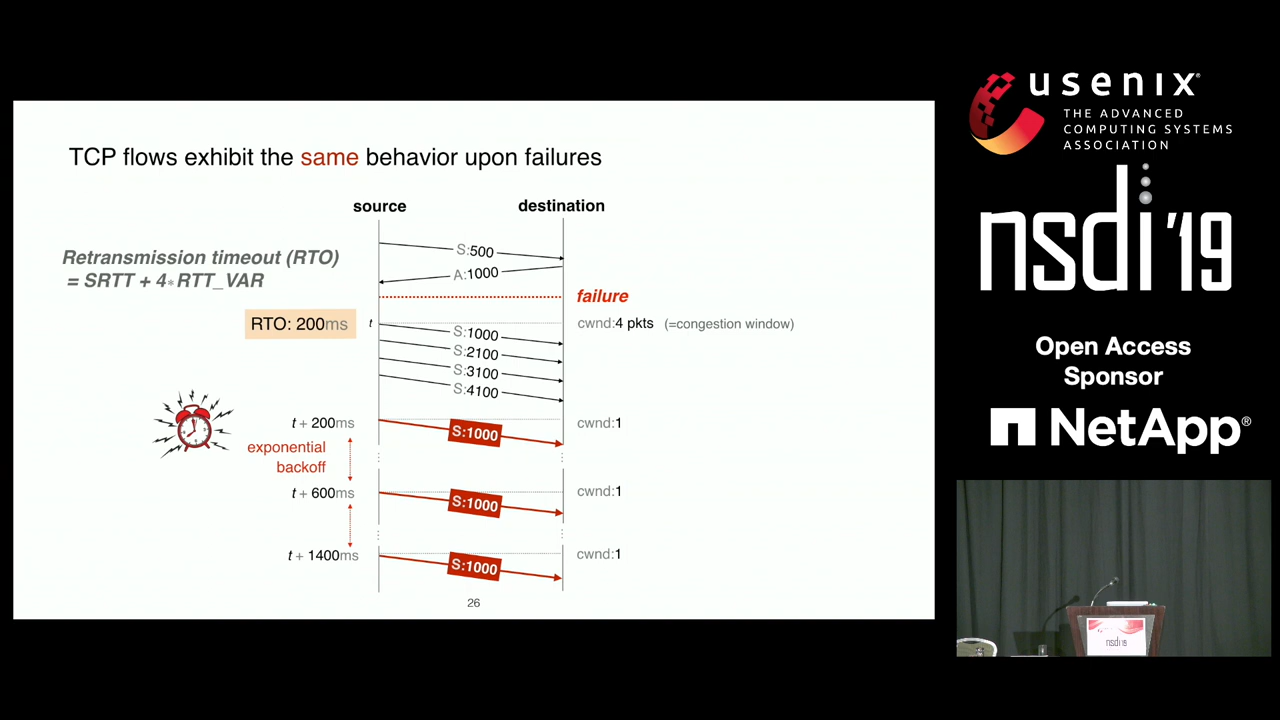 TCP flows exhibit the same behavior upon failures
source
destination
Retransmission timeout (RTO)
= SRTT + 4*RTT_VAR
S:500
A:1000
failure
RTO: 200ms
t
cwnd:4 pkts (=congestion window)
S:1000
S:2100
S:3100
S:4100
t + 200ms
S:1000
cwnd:1
exponential
backoff
t + 600ms
S:1000
cwnd:1
t + 1400ms
S:1000
cwnd:1
26
usenix®
THE ADVANCED
COMPUTING SYSTEMS
ASSOCIATION
nsdi '19
Open Access
Sponsor
NetApp®
nsdi'19